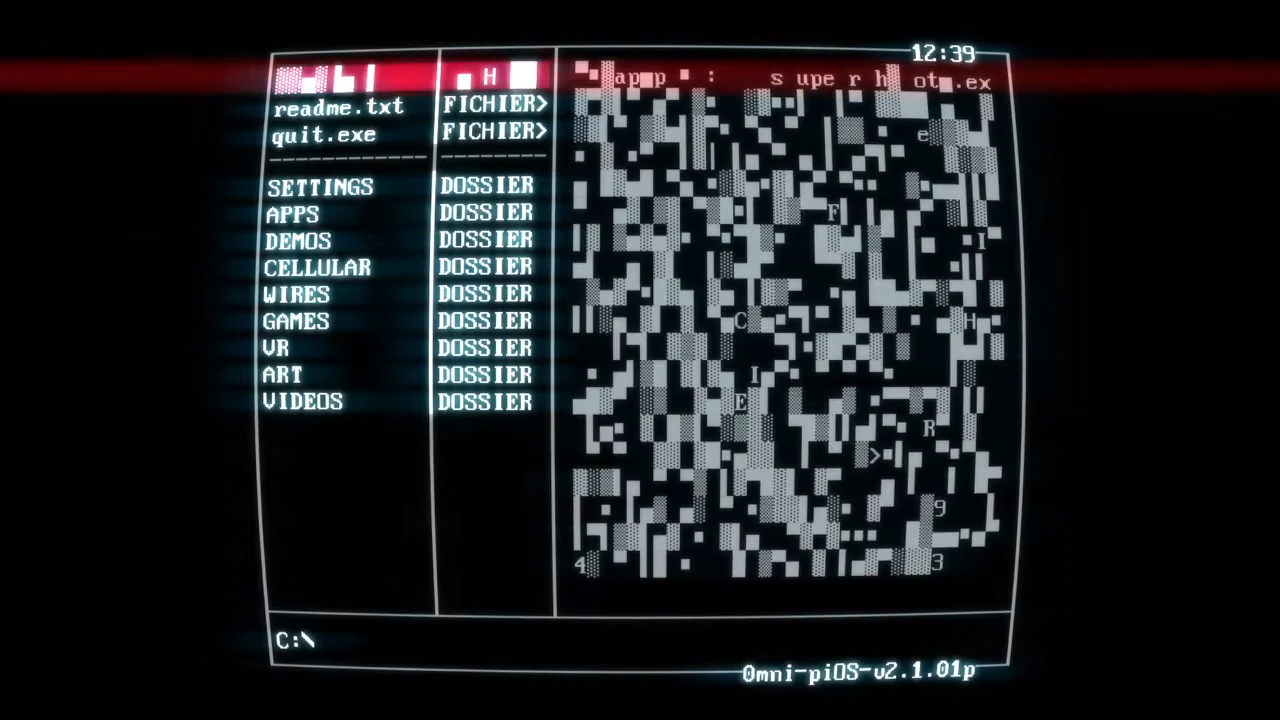 12:39
readme.txt FICHIER>
quit.exe FICHIER>
SETTINGS DOSSIER
APPS DOSSIER
DEMOS DOSSIER
CELLULAR DOSSIER
WIRES DOSSIER
GAMES DOSSIER
VR DOSSIER
ART DOSSIER
VIDEOS DOSSIER
C:\
Omni-piOS-v2.1.01p